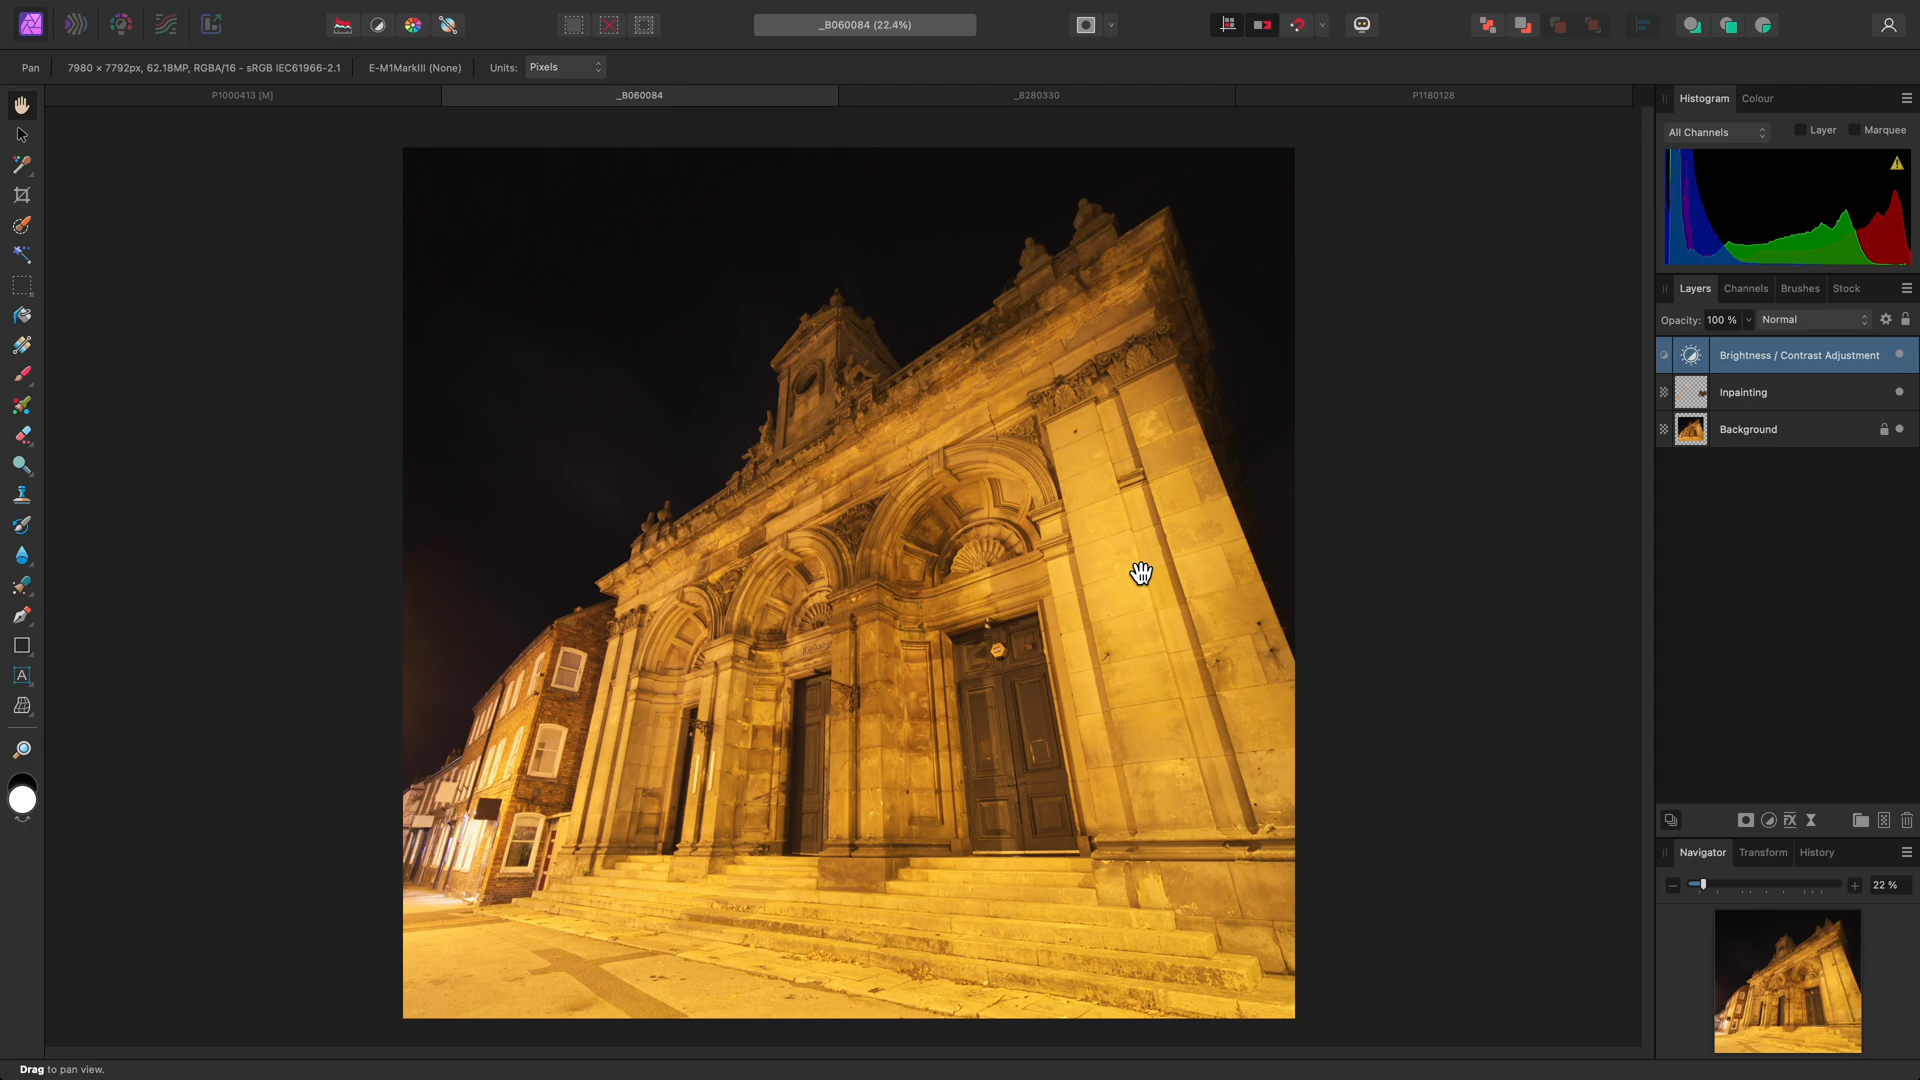 _B060084 (22.4%)
Pan
7980 × 7792px, 62.18MP, RGBA/16 - sRGB IEC61966-2.1
E-M1MarkIII (None)
Units:
Pixels
P1000413 [M]
_B060084
_8280330
P1180128
Histogram
Colour
All Channels
Layer
Marquee
Layers
Channels
Brushes
Stock
Opacity:
100 %
Normal
Brightness / Contrast Adjustment
Inpainting
Background
Navigator
Transform
History
22 %
A
Drag to pan view.